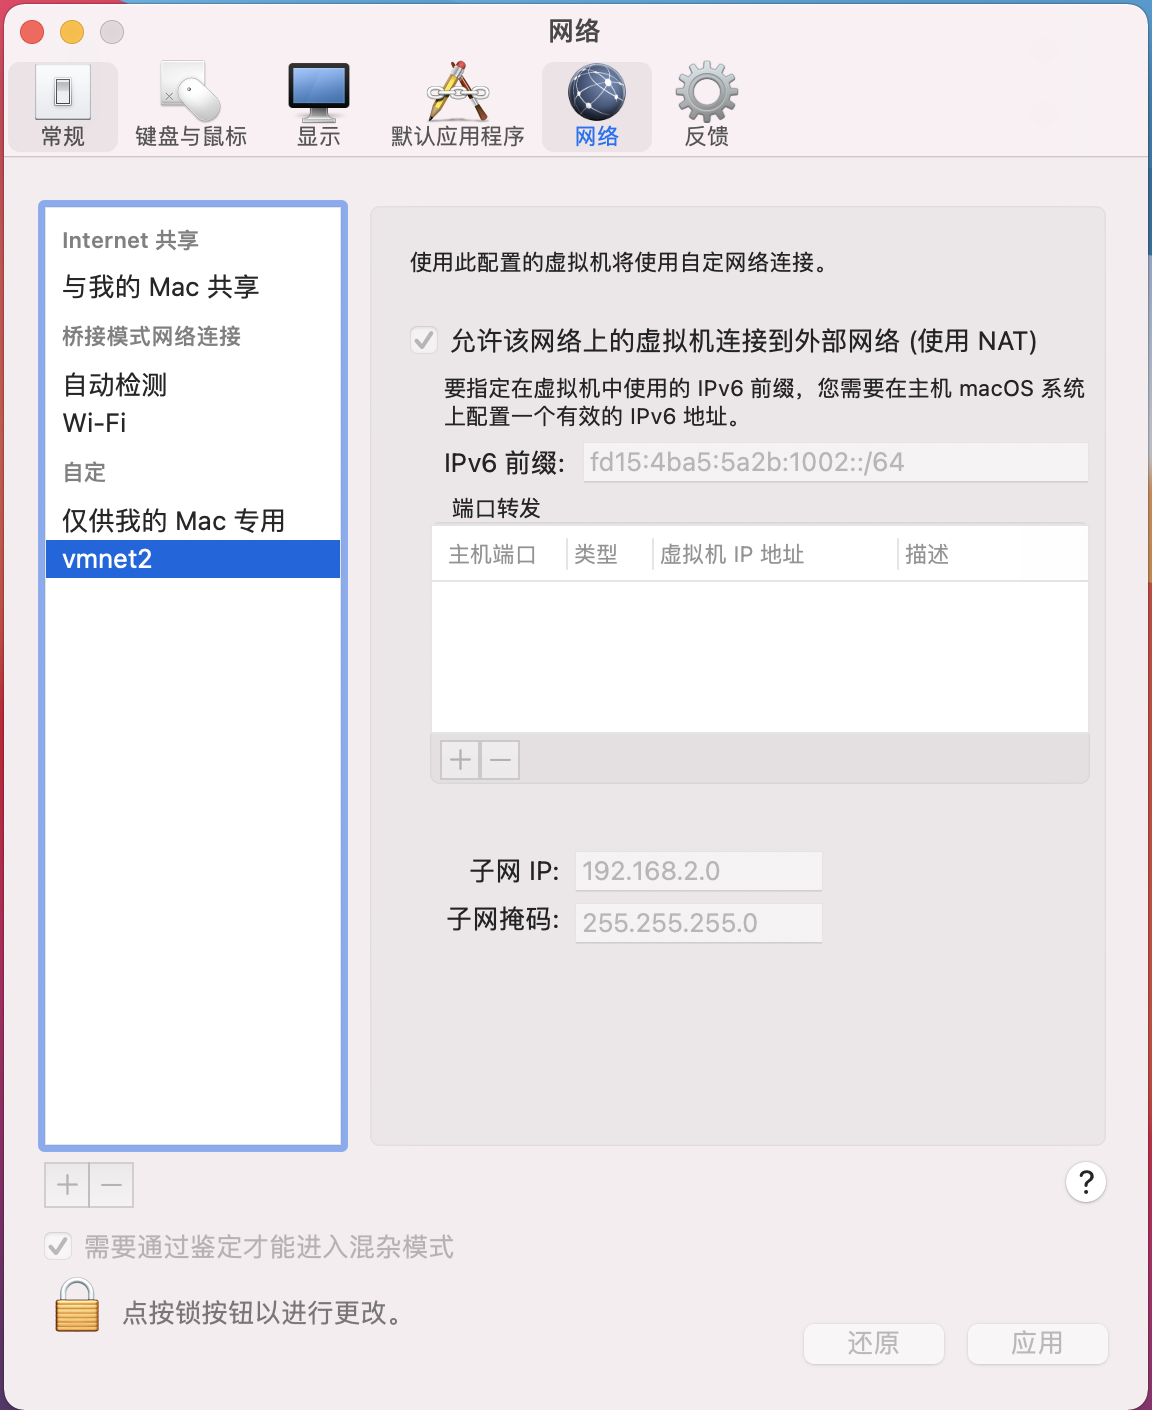 网络
常规
键盘与鼠标
显示
默认应用程序
网络
反馈
Internet 共享
与我的 Mac 共享
桥接模式网络连接
自动检测
Wi-Fi
自定
仅供我的 Mac 专用
vmnet2
使用此配置的虚拟机将使用自定网络连接。
允许该网络上的虚拟机连接到外部网络 (使用 NAT)
要指定在虚拟机中使用的 IPv6 前缀，您需要在主机 macOS 系统
上配置一个有效的 IPv6 地址。
IPv6 前缀: fd15:4ba5:5a2b:1002::/64
端口转发
主机端口 类型 虚拟机 IP 地址 描述
子网 IP: 192.168.2.0
子网掩码: 255.255.255.0
?
需要通过鉴定才能进入混杂模式
点按锁按钮以进行更改。
还原 应用